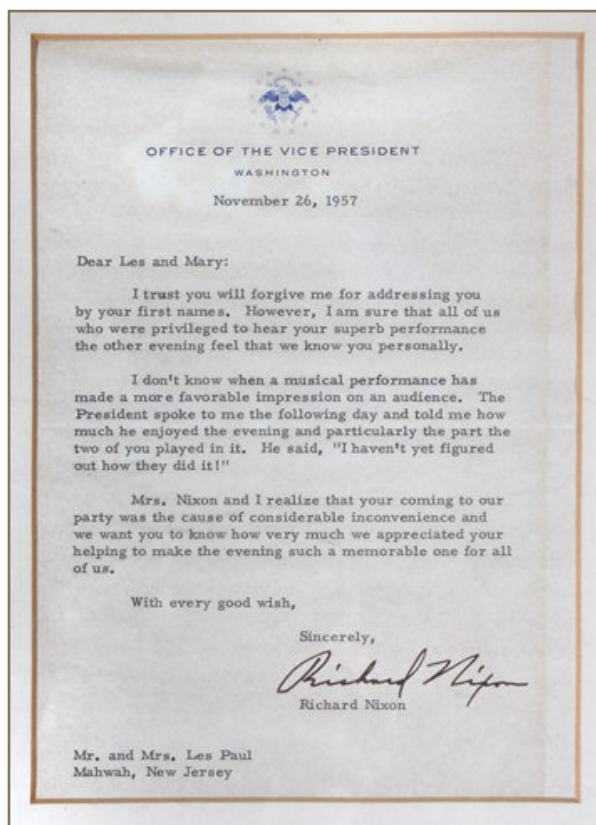 OFFICE OF THE VICE PRESIDENT
WASHINGTON
November 26, 1957
Dear Les and Mary:
I trust you will forgive me for addressing you
by your first names. However, I am sure that all of us
who were privileged to hear your superb performance
the other evening feel that we know you personally.
I don't know when a musical performance has
made a more favorable impression on an audience. The
President spoke to me the following day and told me how
much he enjoyed the evening and particularly the part the
two of you played in it. He said, "I haven't yet figured
out how they did it!"
Mrs. Nixon and I realize that your coming to our
party was the cause of considerable inconvenience and
we want you to know how very much we appreciated your
helping to make the evening such a memorable one for all
of us.
With every good wish,
Sincerely,
Richard Nixon
Richard Nixon
Mr. and Mrs. Les Paul
Mahwah, New Jersey